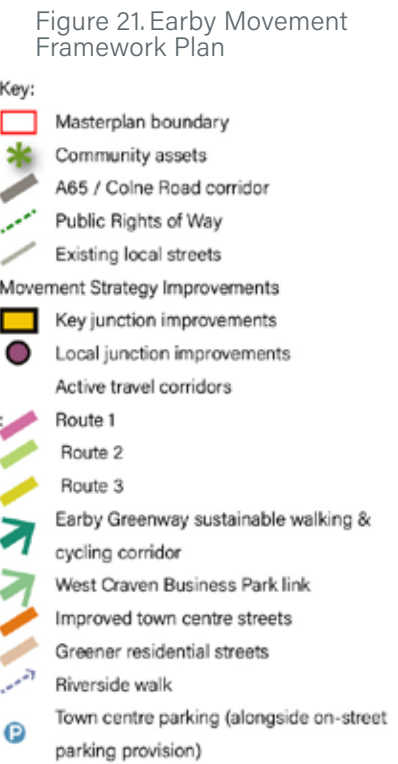 Figure 21. Earby Movement
Framework Plan
Key:
Masterplan boundary
Community assets
A65 / Colne Road corridor
Public Rights of Way
Existing local streets
Movement Strategy Improvements
Key junction improvements
Local junction improvements
Active travel corridors
Route 1
Route 2
Route 3
Earby Greenway sustainable walking &
cycling corridor
West Craven Business Park link
Improved town centre streets
Greener residential streets
Riverside walk
P Town centre parking (alongside on-street
parking provision)